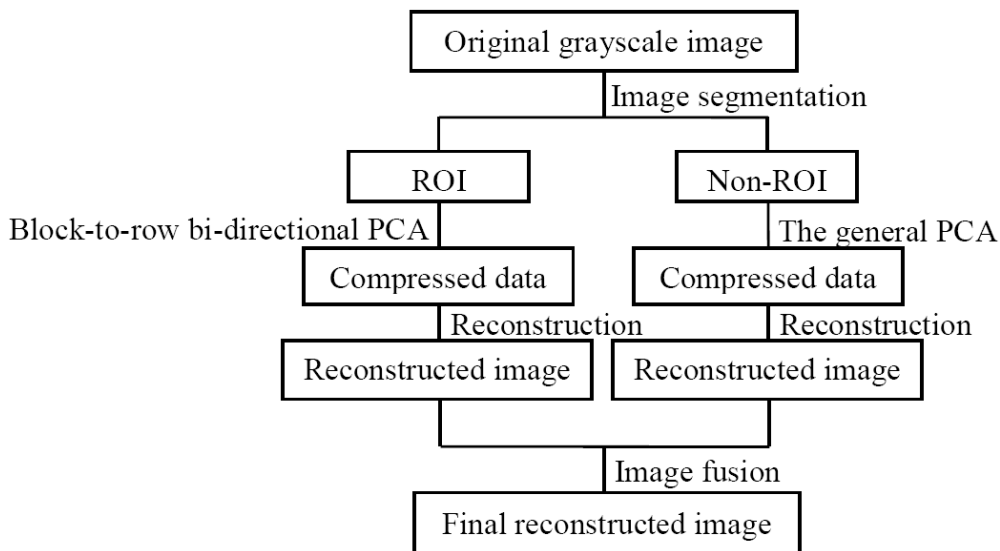 Original grayscale image
Image segmentation
ROI
Non-ROI
Block-to-row bi-directional PCA
The general PCA
Compressed data
Compressed data
Reconstruction
Reconstruction
Reconstructed image
Reconstructed image
Image fusion
Final reconstructed image